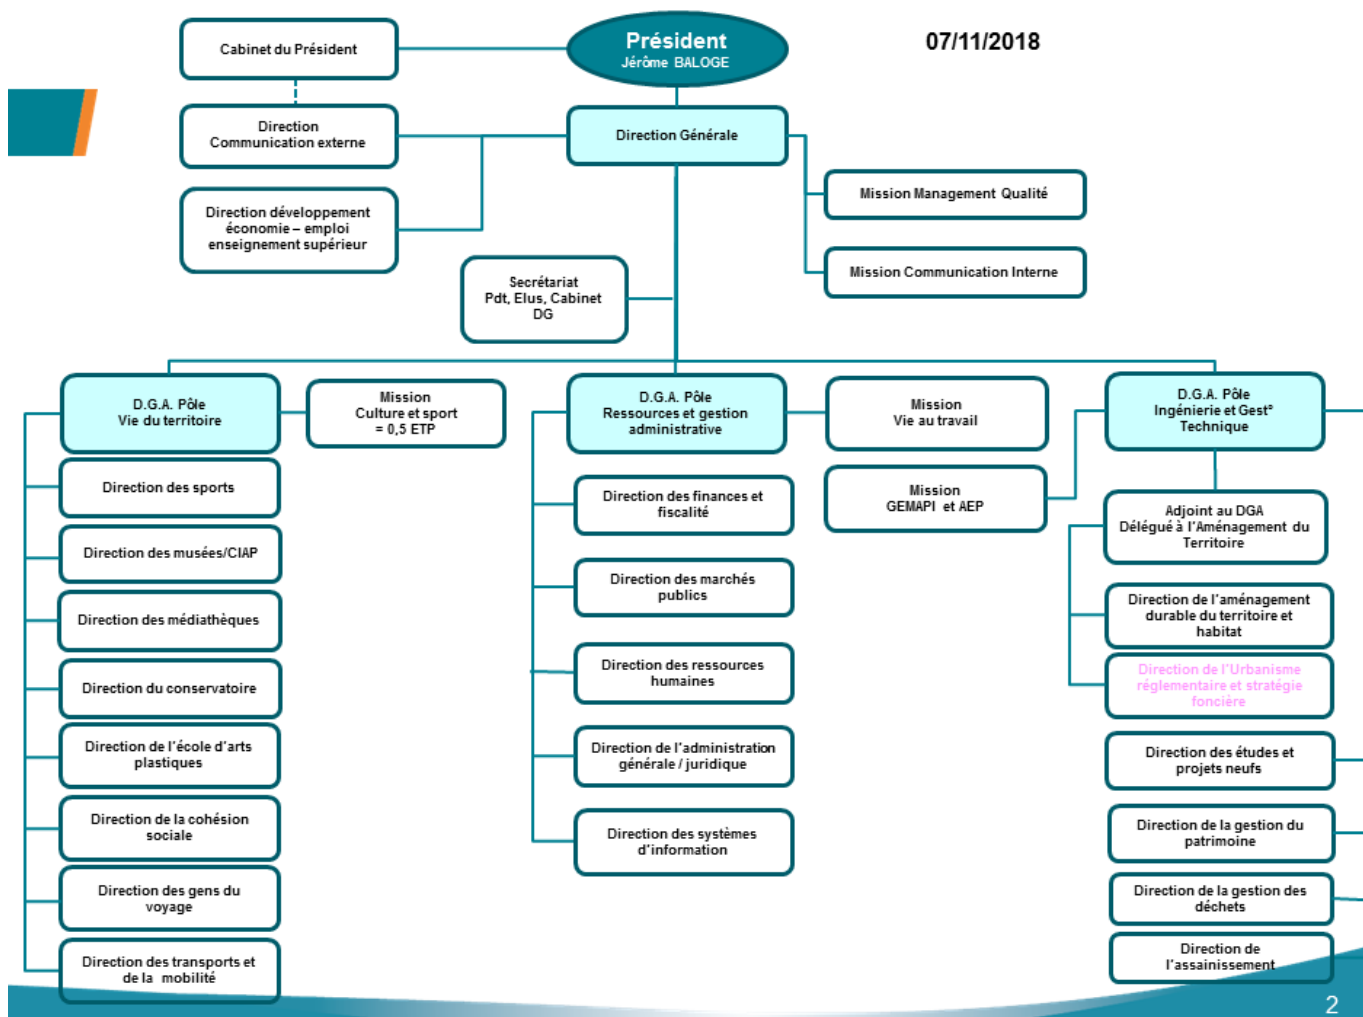 Cabinet du Président
Président
Jérôme BALOGE
07/11/2018
Direction
Communication externe
Direction Générale
Direction développement
économie – emploi
enseignement supérieur
Mission Management Qualité
Mission Communication Interne
Secrétariat
Pdt, Elus, Cabinet
DG
D.G.A. Pôle
Vie du territoire
Mission
Culture et sport
= 0,5 ETP
D.G.A. Pôle
Ressources et gestion
administrative
Mission
Vie au travail
D.G.A. Pôle
Ingénierie et Gest°
Technique
Mission
GEMAPI et AEP
Direction des sports
Direction des musées/CIAP
Direction des médiathèques
Direction du conservatoire
Direction de l'école d'arts
plastiques
Direction de la cohésion
sociale
Direction des gens du
voyage
Direction des transports et
de la mobilité
Direction des finances et
fiscalité
Direction des marchés
publics
Direction des ressources
humaines
Direction de l'administration
générale / juridique
Direction des systèmes
d'information
Adjoint au DGA
Délégué à l'Aménagement du
Territoire
Direction de l'aménagement
durable du territoire et
habitat
Direction de l'Urbanisme
réglementaire et stratégie
foncière
Direction des études et
projets neufs
Direction de la gestion du
patrimoine
Direction de la gestion des
déchets
Direction de
l'assainissement
2